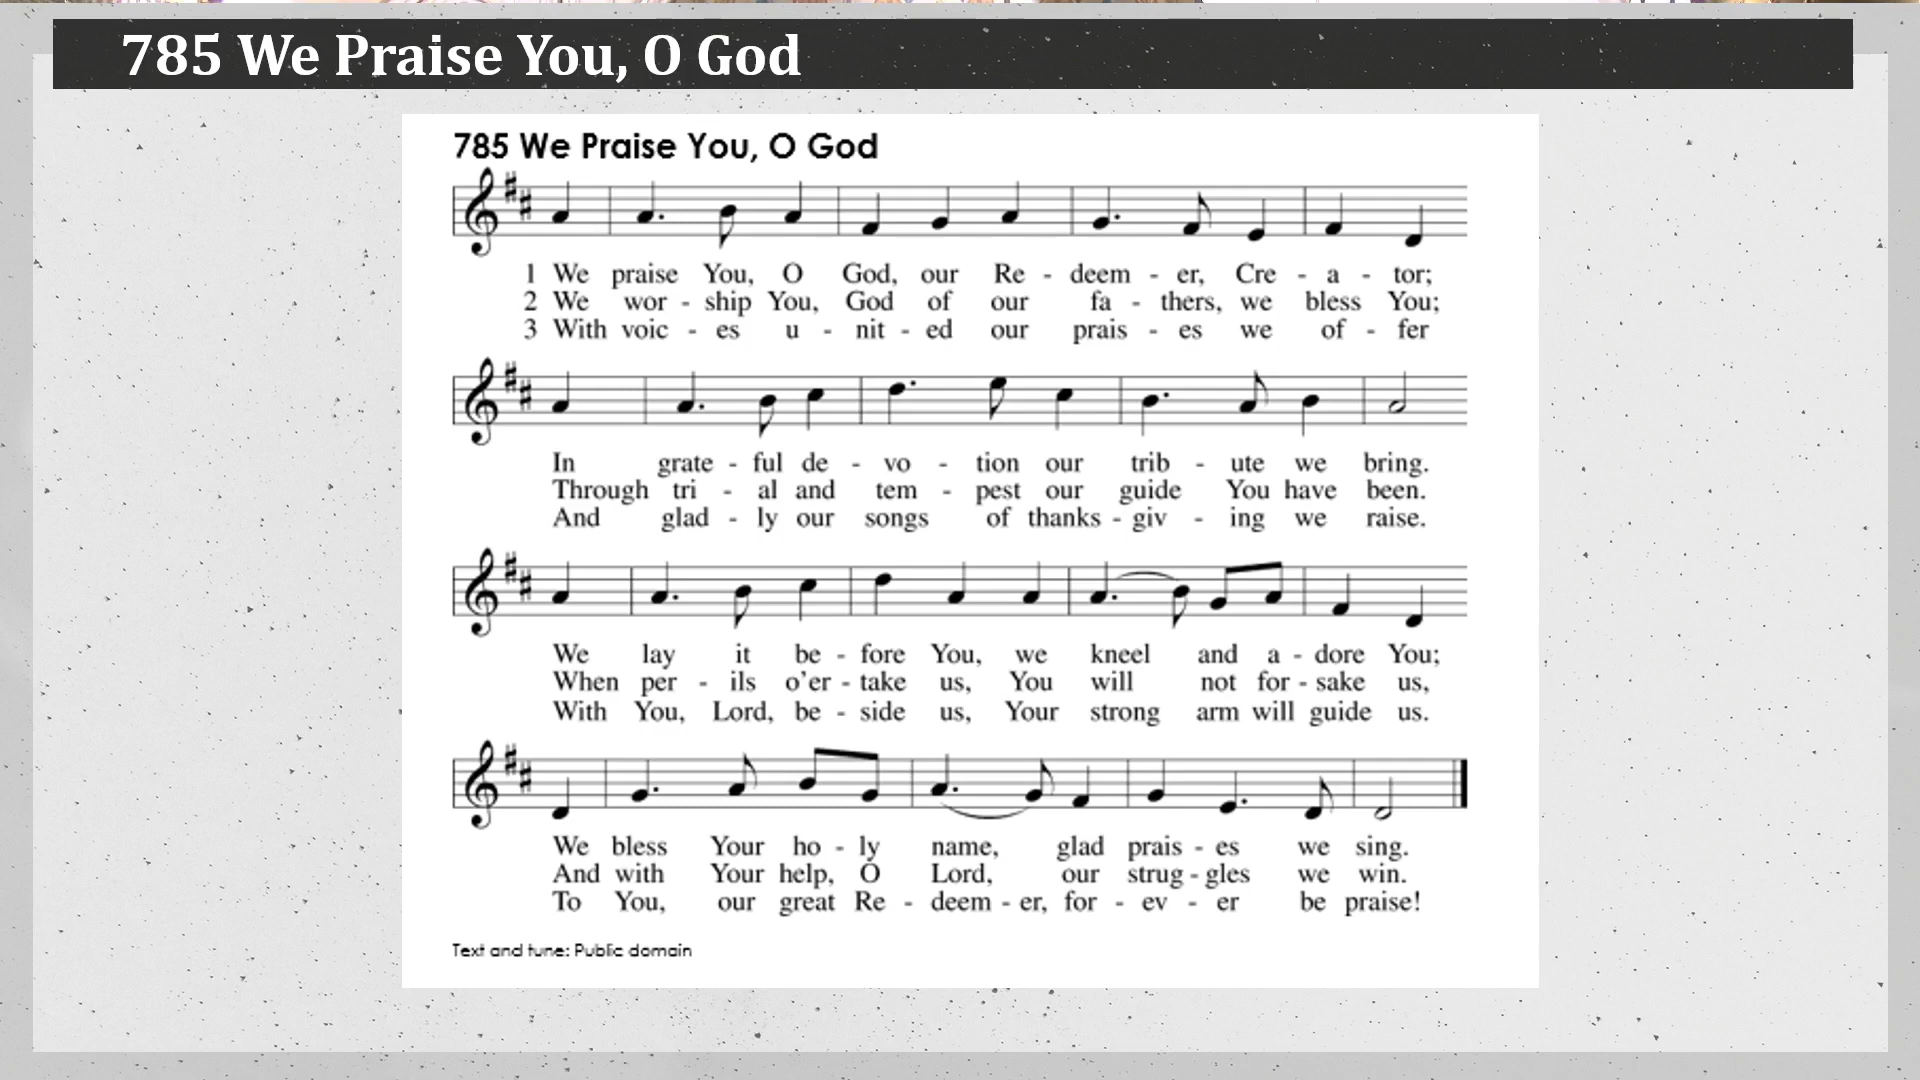 785 We Praise You, O God
785 We Praise You, O God
1 We praise You, O God, our Re - deem - er, Cre - a - tor;
2 We wor - ship You, God of our fa - thers, we bless You;
3 With voic - es u - nit - ed our prais - es we of - fer
In grate - ful de - vo - tion our trib - ute we bring.
Through tri - al and tem - pest our guide You have been.
And glad - ly our songs of thanks - giv - ing we raise.
We lay it be - fore You, we kneel and a - dore You;
When per - ils o'er - take us, You will not for - sake us,
With You, Lord, be - side us, Your strong arm will guide us.
We bless Your ho - ly name, glad prais - es we sing.
And with Your help, O Lord, our strug - gles we win.
To You, our great Re - deem - er, for - ev - er be praise!
Text and tune: Public domain